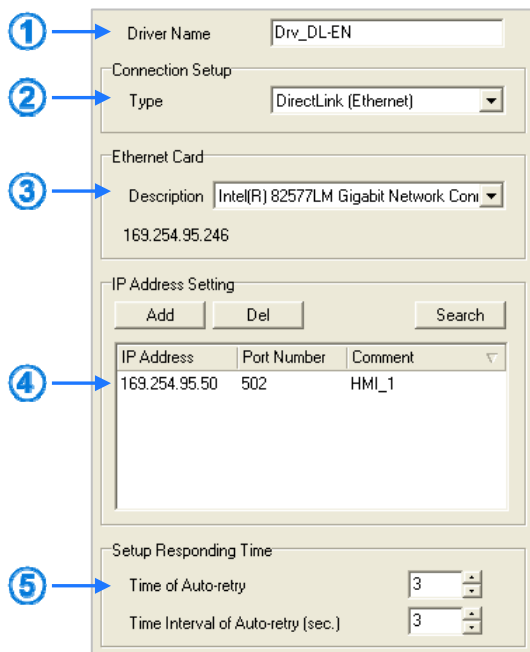 1 Driver Name Drv_DL-EN
Connection Setup
2 Type DirectLink (Ethernet)
Ethernet Card
3 Description Intel(R) 82577LM Gigabit Network
169.254.95.246
IP Address Setting
Add Del Search
IP Address Port Number Comment
4 169.254.95.50 502 HMI_1
Setup Responding Time
5 Time of Auto-retry 3
Time Interval of Auto-retry (sec.) 3